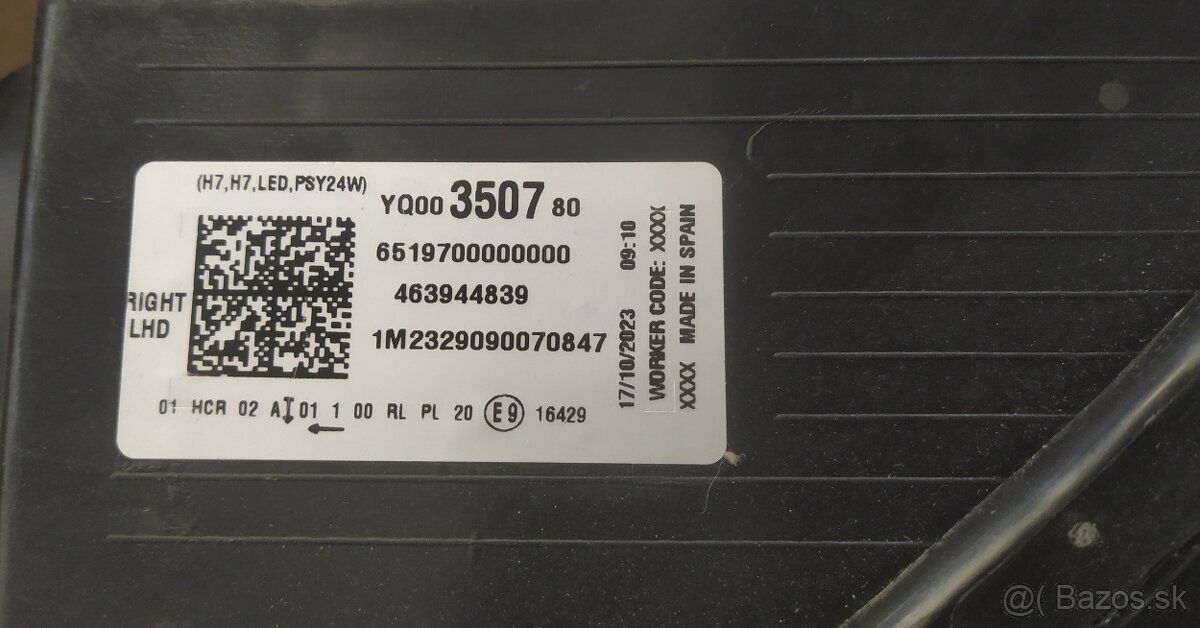 (H7,H7,LED,PSY24W)
YQ00 3507 80
6519700000000
463944839
1M2329090070847
RIGHT
LHD
01 HCR 02 A 01 1 00 RL PL 20 E9 16429
17/10/2023 09:10
WORKER CODE: XXXX
XXXX MADE IN SPAIN
@( Bazos.sk